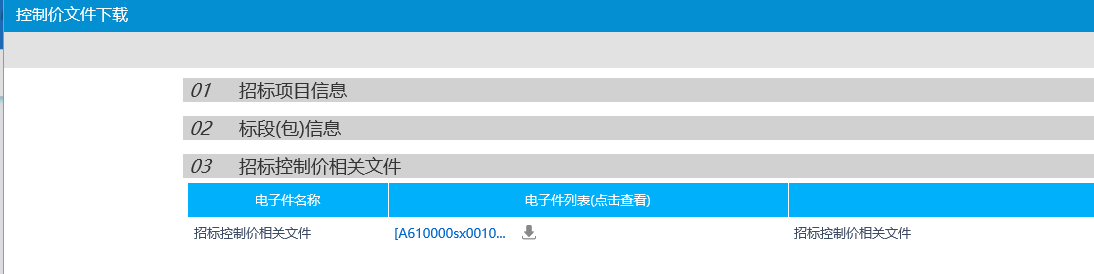 控制价文件下载
01 招标项目信息
02 标段(包)信息
03 招标控制价相关文件
电子件名称 电子件列表(点击查看)
招标控制价相关文件 [A610000sx0010... 招标控制价相关文件